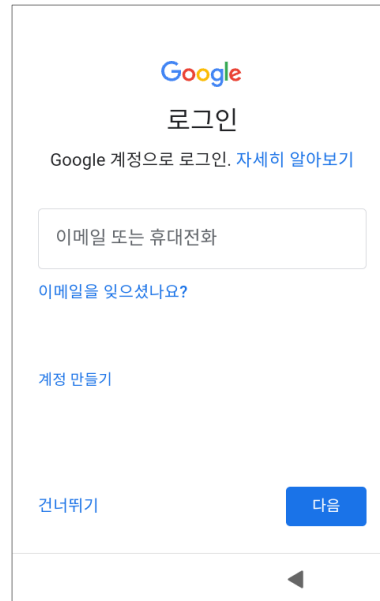 Google
로그인
Google 계정으로 로그인. 자세히 알아보기
이메일 또는 휴대전화
이메일을 잊으셨나요?
계정 만들기
건너뛰기
다음